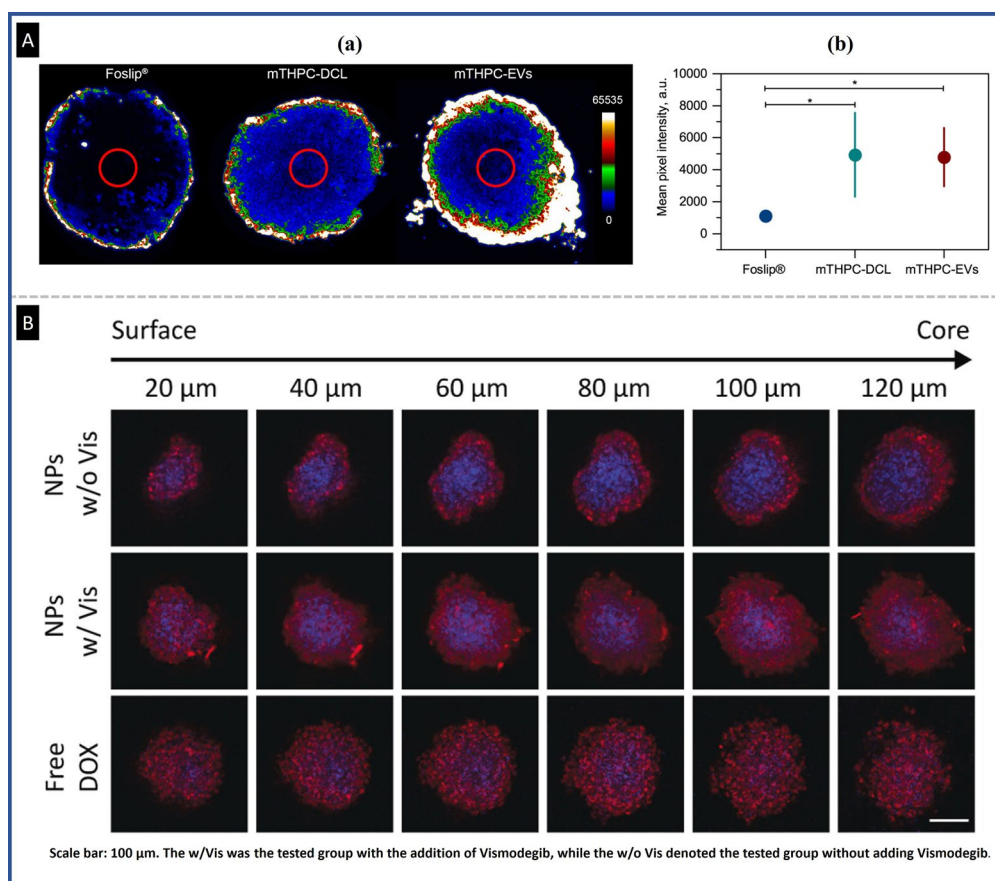 A
(a)
(b)
Foslip®
mTHPC-DCL
mTHPC-EVs
65535
0
Mean pixel intensity, a.u.
10000
8000
6000
4000
2000
0
*
*
Foslip®
mTHPC-DCL
mTHPC-EVs
B
Surface
Core
20 µm
40 µm
60 µm
80 µm
100 µm
120 µm
NPs
w/o Vis
NPs
w/ Vis
Free
DOX
Scale bar: 100 µm. The w/Vis was the tested group with the addition of Vismodegib, while the w/o Vis denoted the tested group without adding Vismodegib.